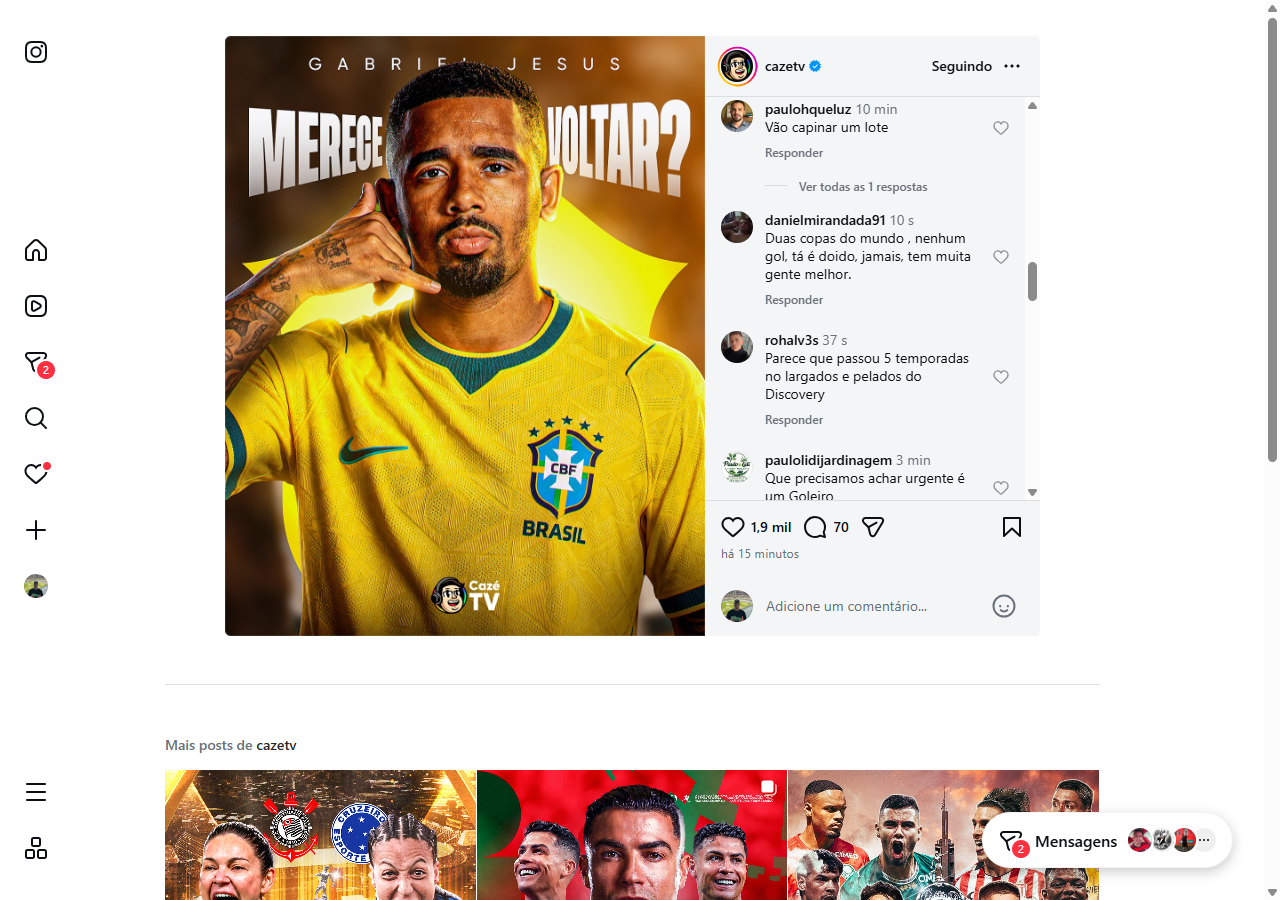 GABRIEL JESUS
MERECE VOLTAR?
CBF
BRASIL
Cazé
TV
cazetv
Seguindo
paulohqueluz 10 min
Vão capinar um lote
Responder
Ver todas as 1 respostas
danielmirandada91 10 s
Duas copas do mundo , nenhum
gol, tá é doido, jamais, tem muita
gente melhor.
Responder
rohalv3s 37 s
Parece que passou 5 temporadas
no largados e pelados do
Discovery
Responder
paulolidijardinagem 3 min
Que precisamos achar urgente é
um Goleiro
1,9 mil
70
há 15 minutos
Adicione um comentário...
2
Mais posts de cazetv
CRUZEIRO
ESPORTE
2
Mensagens